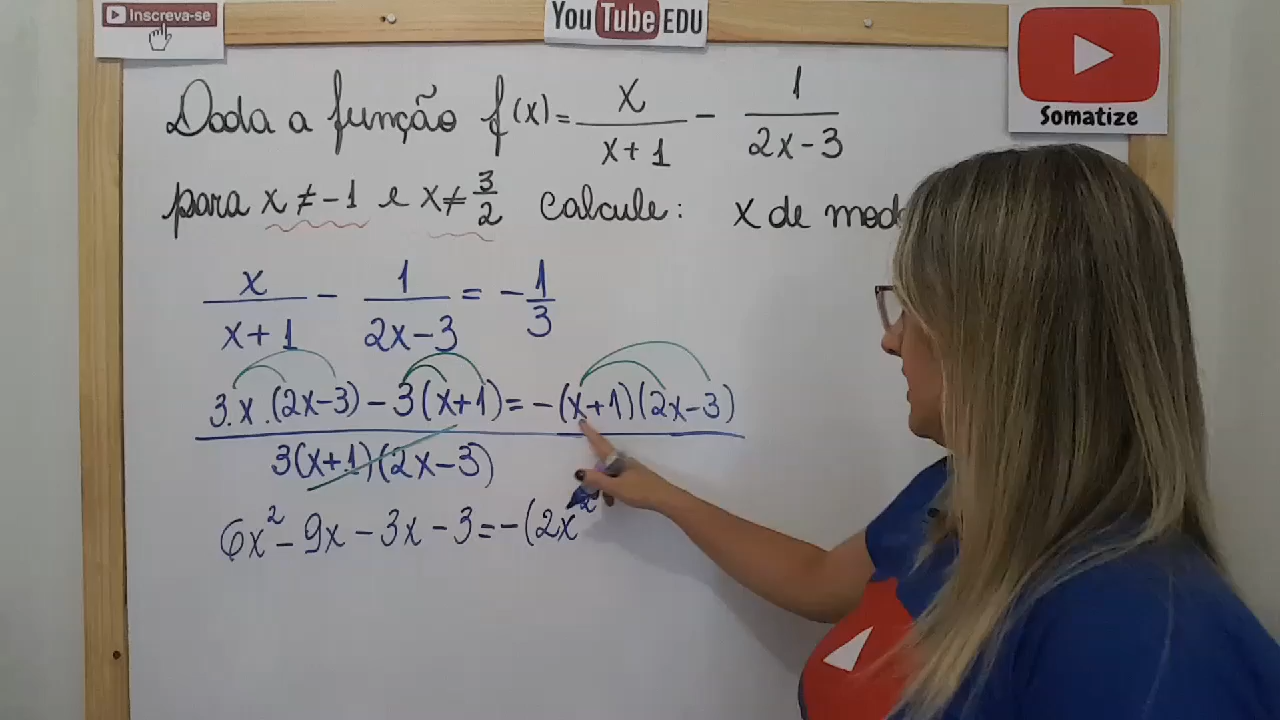 Inscreva-se
You Tube EDU
Somatize
Dada a função f(x) = x/(x+1) - 1/(2x-3)
para x ≠ -1 e x ≠ 3/2 calcule: x de
x/(x+1) - 1/(2x-3) = -1/3
3.x.(2x-3) - 3(x+1) = -(x+1)(2x-3)
3(x+1)(2x-3)
6x² - 9x - 3x - 3 = -(2x²